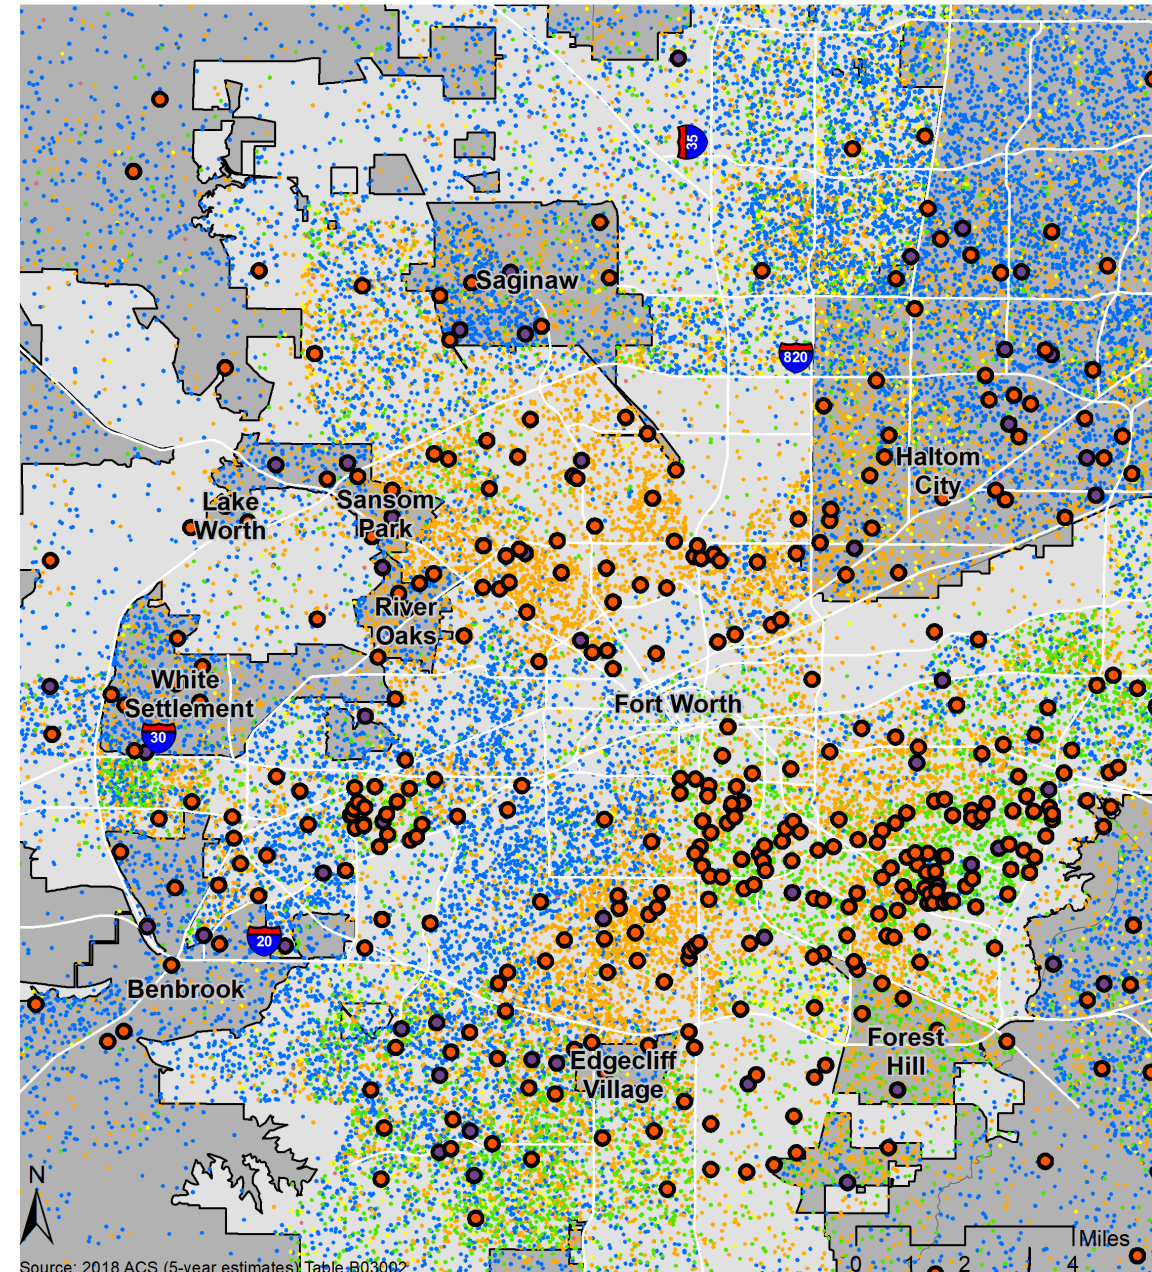 35
Saginaw
820
Haltom
City
Lake
Worth
Sansom
Park
River
Oaks
White
Settlement
Fort Worth
30
20
Benbrook
Forest
Hill
Edgecliff
Village
N
Miles
0 1 2 4
Source: 2018 ACS (5-year estimates) Table B03002